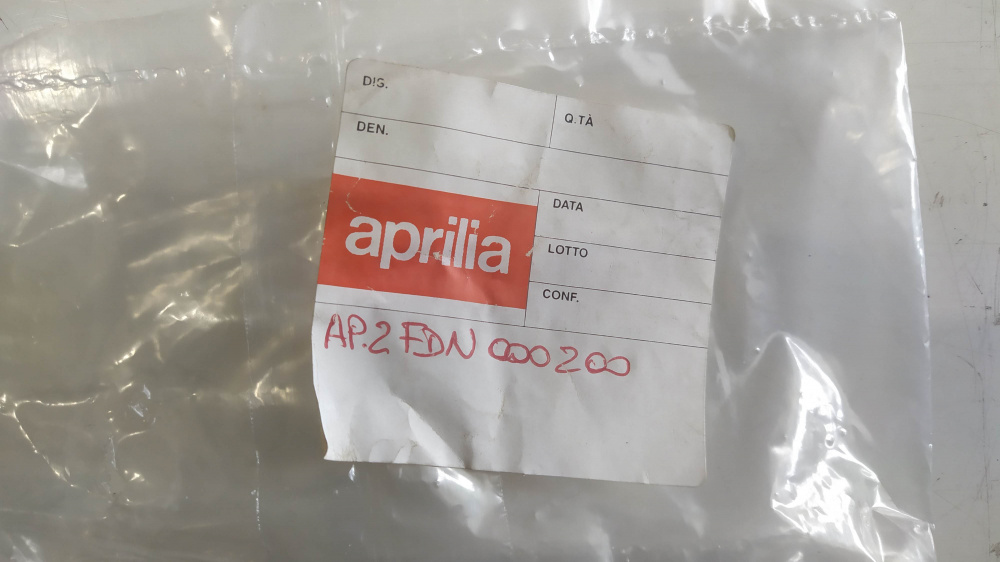 DIS.
Q.TÀ
DEN.
aprilia
DATA
LOTTO
CONF.
AP.2 FDN 000200